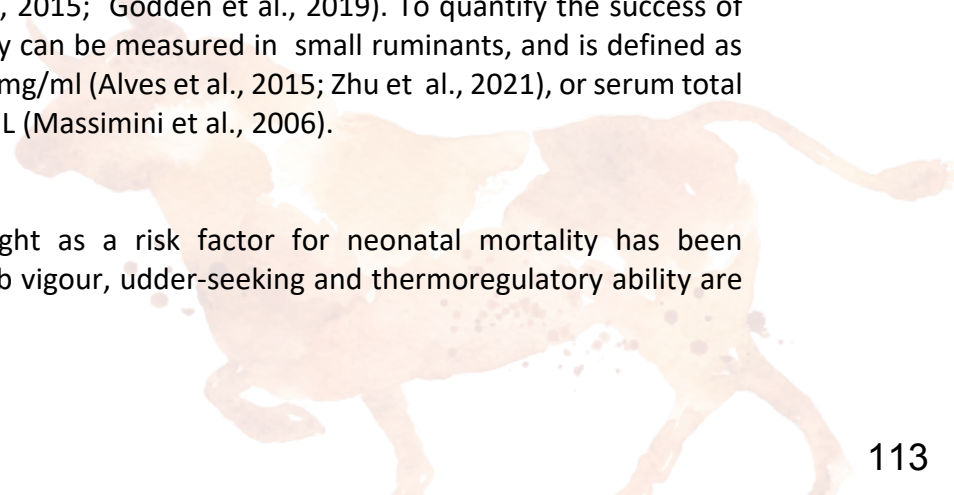 , 2015; Godden et al., 2019). To quantify the success of
y can be measured in small ruminants, and is defined as
mg/ml (Alves et al., 2015; Zhu et al., 2021), or serum total
L (Massimini et al., 2006).
ght as a risk factor for neonatal mortality has been
b vigour, udder-seeking and thermoregulatory ability are
113